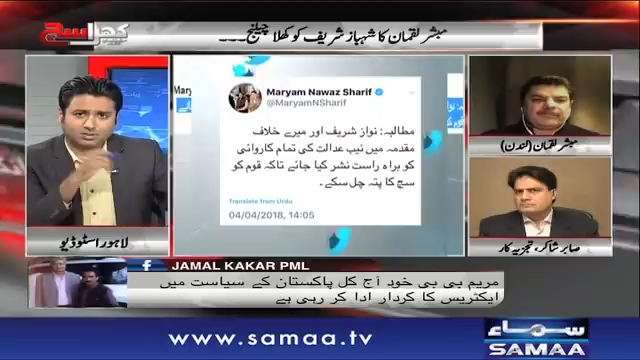 مبشر لقمان کا شہباز شریف کو کھلا چیلنج ...
کھرا سچ
Maryam Nawaz Sharif
@MaryamNSharif
مطالبہ: نواز شریف اور میرے خلاف
مقدمہ میں نیب عدالت کی تمام کاروائی
کو براہ راست نشر کیا جائے تاکہ قوم کو
سچ کا پتہ چل سکے۔
Translate from Urdu
04/04/2018, 14:05
مبشر لقمان (لندن)
لاہور اسٹوڈیو
صابر شاکر، تجزیہ کار
f JAMAL KAKAR PML
مریم بی بی خود آج کل پاکستان کے سیاست میں
ایکٹریس کا کردار ادا کر رہی ہے
www.samaa.tv
سماء
SAMAA